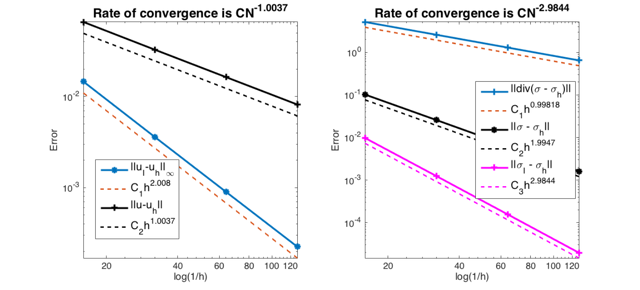 Rate of convergence is CN^-1.0037
10^-2
10^-3
Error
||u_I-u_h||_∞
C_1h^2.008
||u-u_h||
C_2h^1.0037
20 40 60 80 100 120
log(1/h)
Rate of convergence is CN^-2.9844
10^0
10^-1
10^-2
10^-3
10^-4
Error
||div(σ - σ_h)||
C_1h^0.99818
||σ - σ_h||
C_2h^1.9947
||σ_I - σ_h||
C_3h^2.9844
20 40 60 80 100 120
log(1/h)